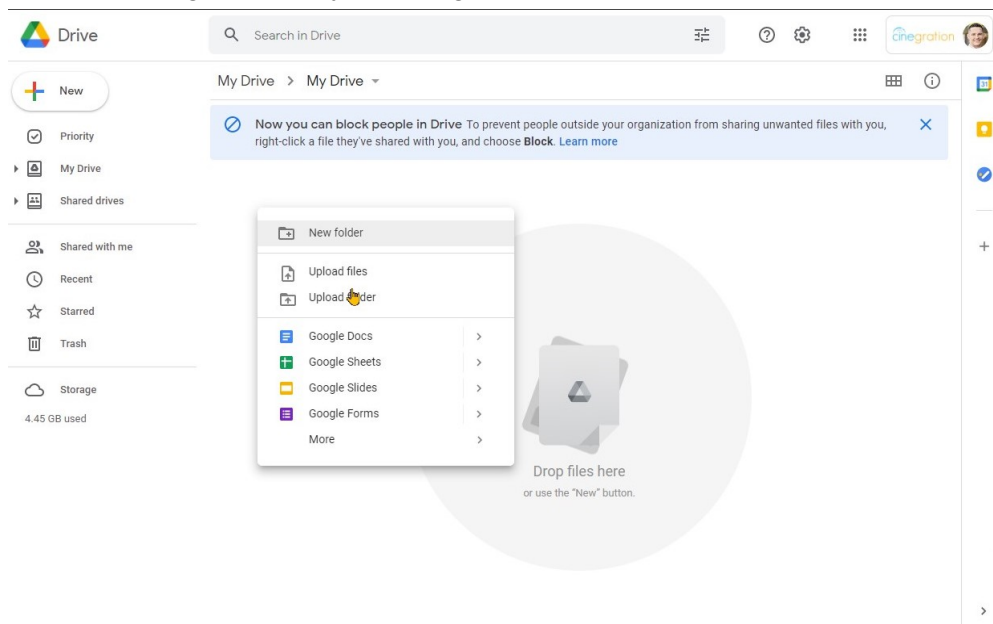 Drive
Search in Drive
cinegration
New
My Drive > My Drive
Priority
My Drive
Shared drives
Shared with me
Recent
Starred
Trash
Storage
4.45 GB used
Now you can block people in Drive To prevent people outside your organization from sharing unwanted files with you,
right-click a file they've shared with you, and choose Block. Learn more
New folder
Upload files
Upload folder
Google Docs
Google Sheets
Google Slides
Google Forms
More
Drop files here
or use the "New" button.
31